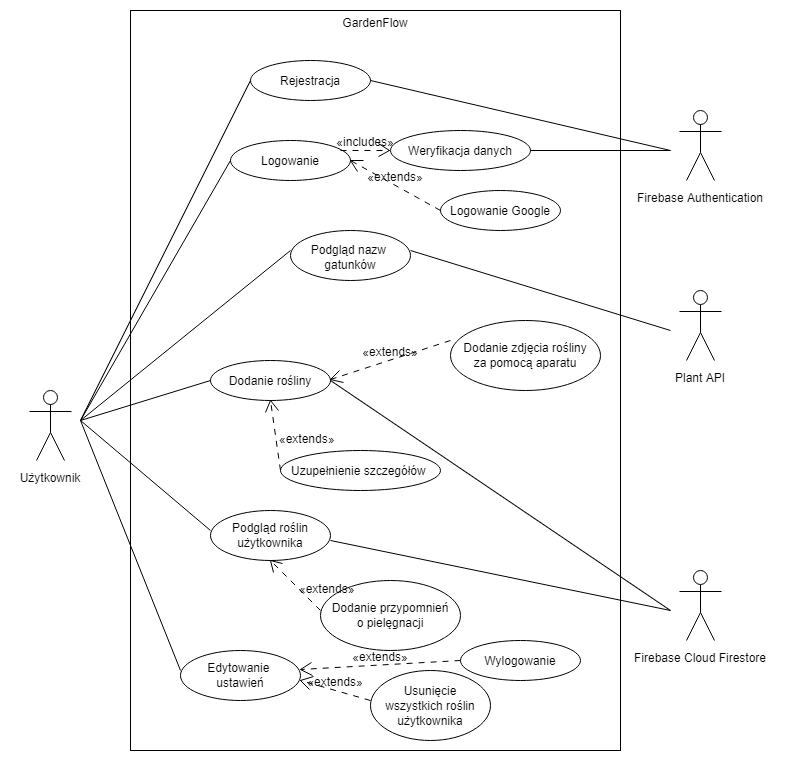 GardenFlow
Rejestracja
«includes»
Weryfikacja danych
Logowanie
«extends»
Logowanie Google
Firebase Authentication
Podgląd nazw
gatunków
Dodanie zdjęcia rośliny
za pomocą aparatu
«extends»
Plant API
Dodanie rośliny
«extends»
Uzupełnienie szczegółów
Użytkownik
Podgląd roślin
użytkownika
«extends»
Dodanie przypomnień
o pielęgnacji
Firebase Cloud Firestore
Edytowanie
ustawień
«extends»
Wylogowanie
«extends»
Usunięcie
wszystkich roślin
użytkownika